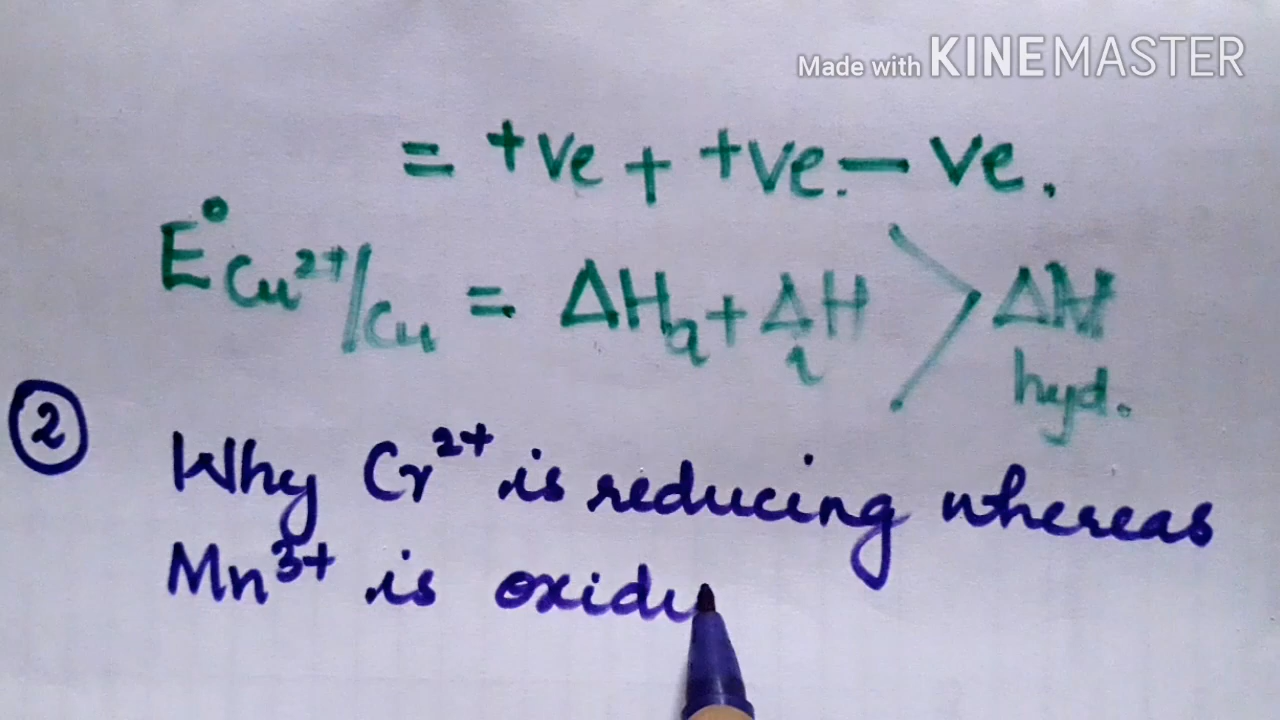 Made with KINEMASTER
= +ve + +ve. - ve.
E° Cu²⁺/Cu = ΔHa + ΔHi > ΔH hyd.
② Why Cr²⁺ is reducing whereas
Mn³⁺ is oxidi